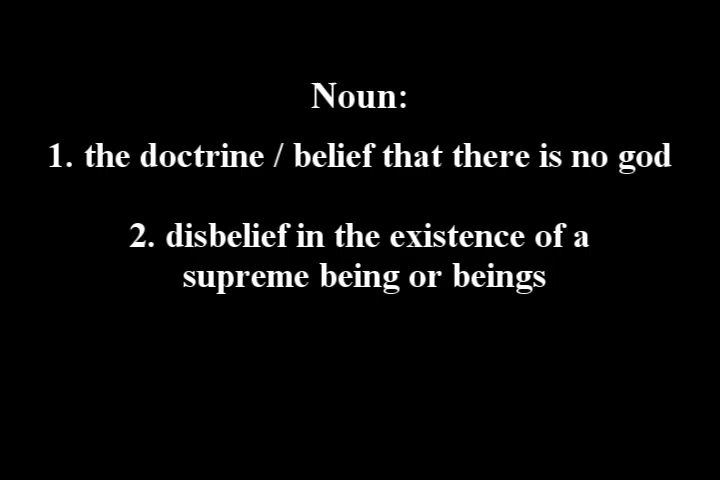 Noun:
1. the doctrine / belief that there is no god
2. disbelief in the existence of a
supreme being or beings